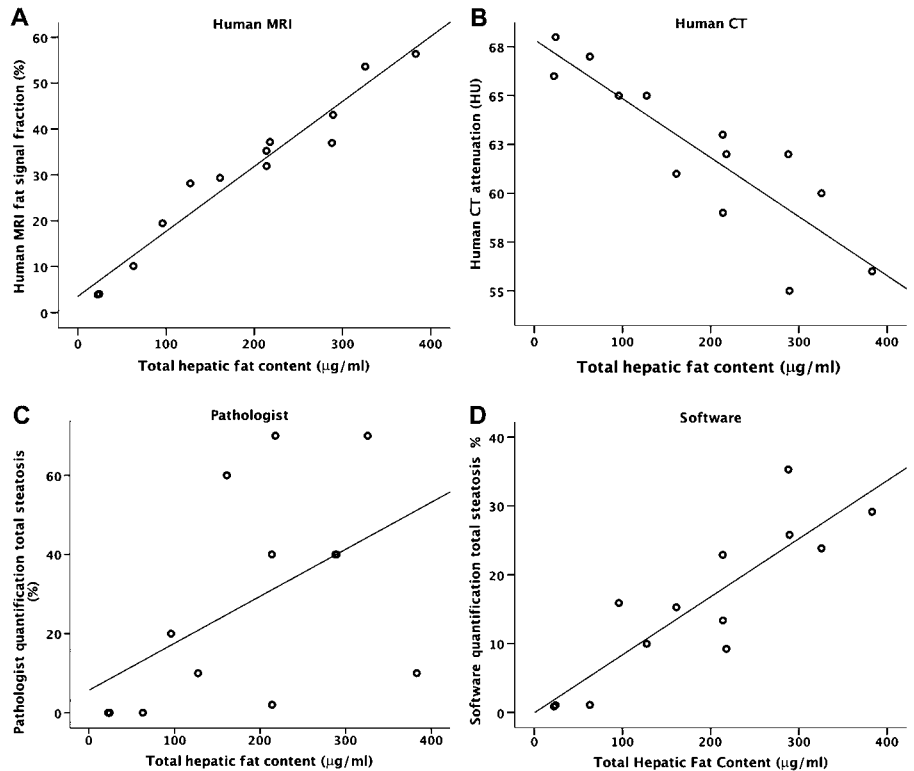 A
Human MRI
Human MRI fat signal fraction (%)
60
50
40
30
20
10
0
0 100 200 300 400
Total hepatic fat content (μg/ml)
B
Human CT
Human CT attenuation (HU)
68
65
63
60
58
55
0 100 200 300 400
Total hepatic fat content (μg/ml)
C
Pathologist
Pathologist quantification total steatosis
(%)
60
40
20
0
0 100 200 300 400
Total hepatic fat content (μg/ml)
D
Software
Software quantification total steatosis %
40
30
20
10
0
0 100 200 300 400
Total Hepatic Fat Content (μg/ml)